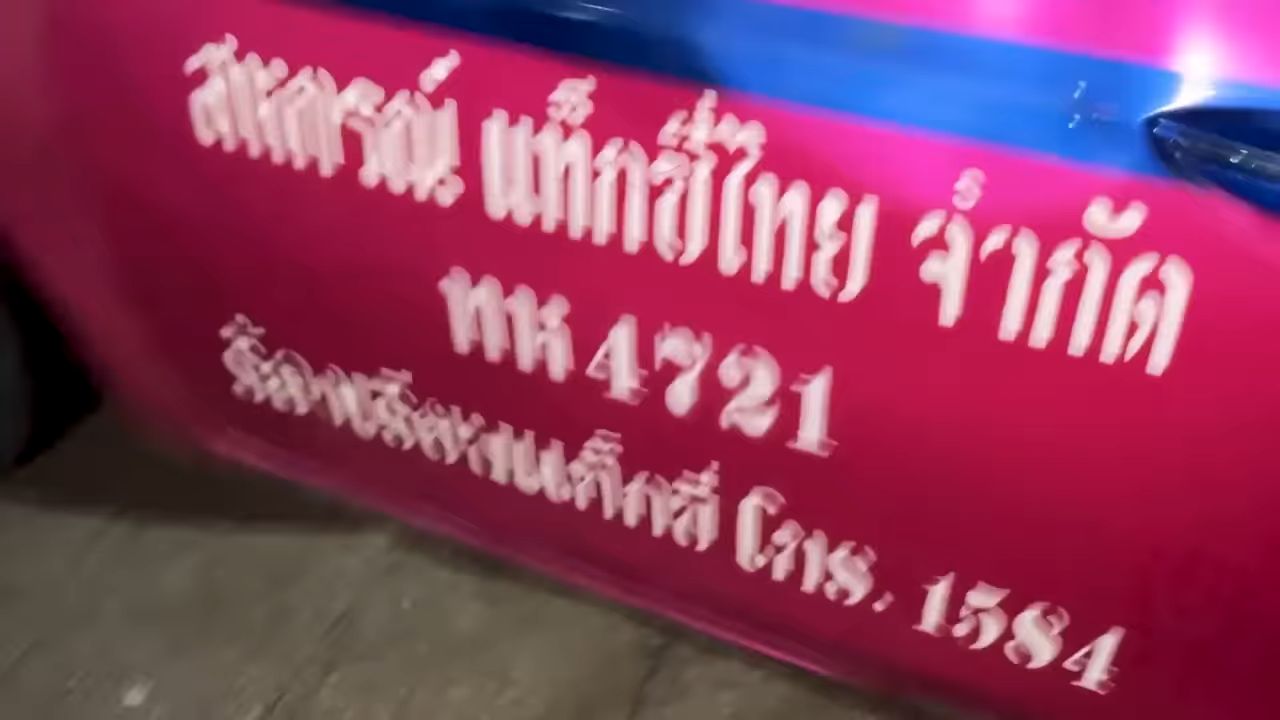 สหกรณ์ แท็กซี่ไทย จำกัด
ทห 4721
ร้องเรียน แท็กซี่ โทร. 1584